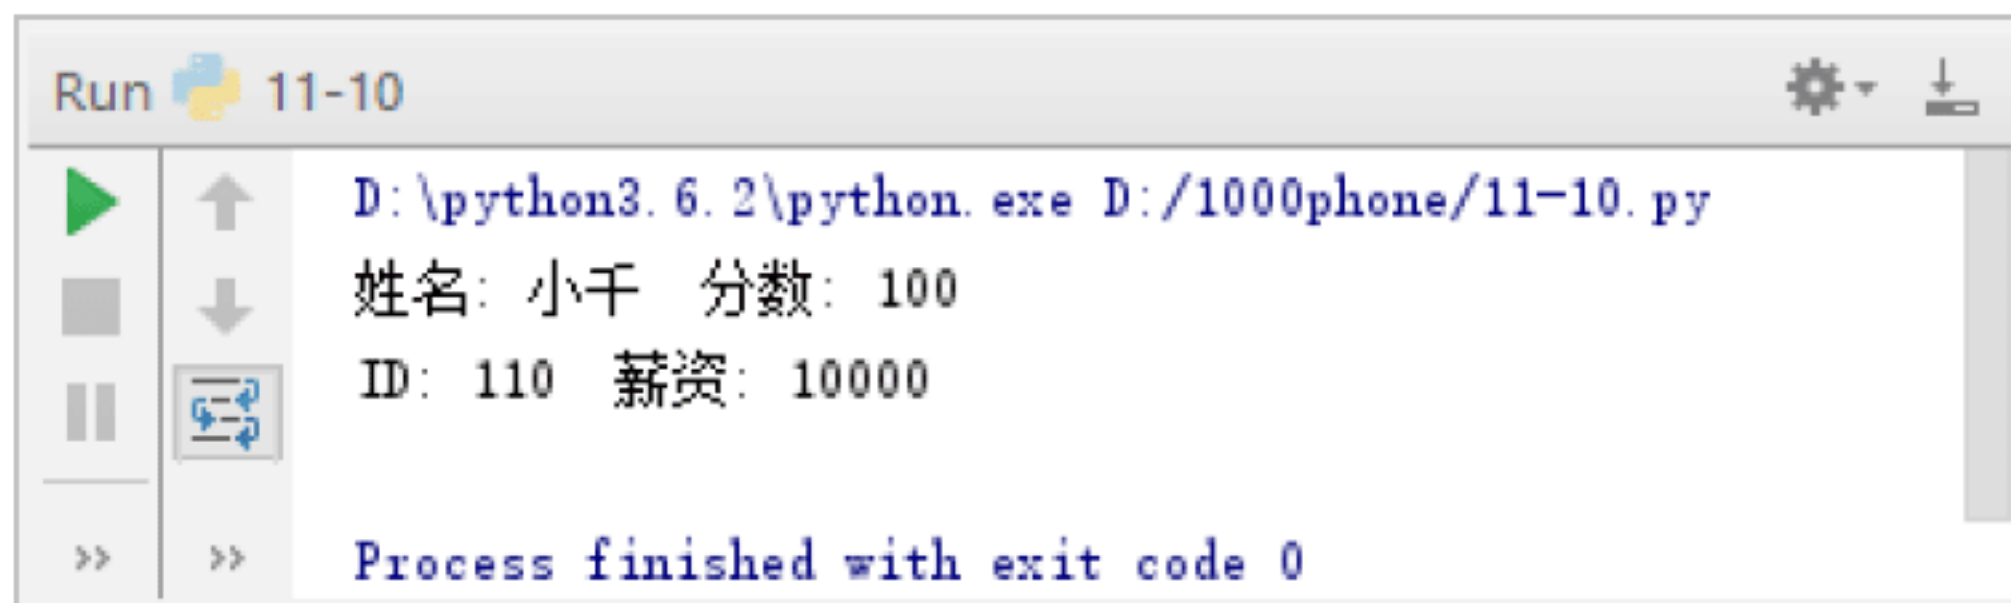 Run 11-10
D:\python3.6.2\python.exe D:/1000phone/11-10.py
姓名: 小千 分数: 100
ID: 110 薪资: 10000
Process finished with exit code 0